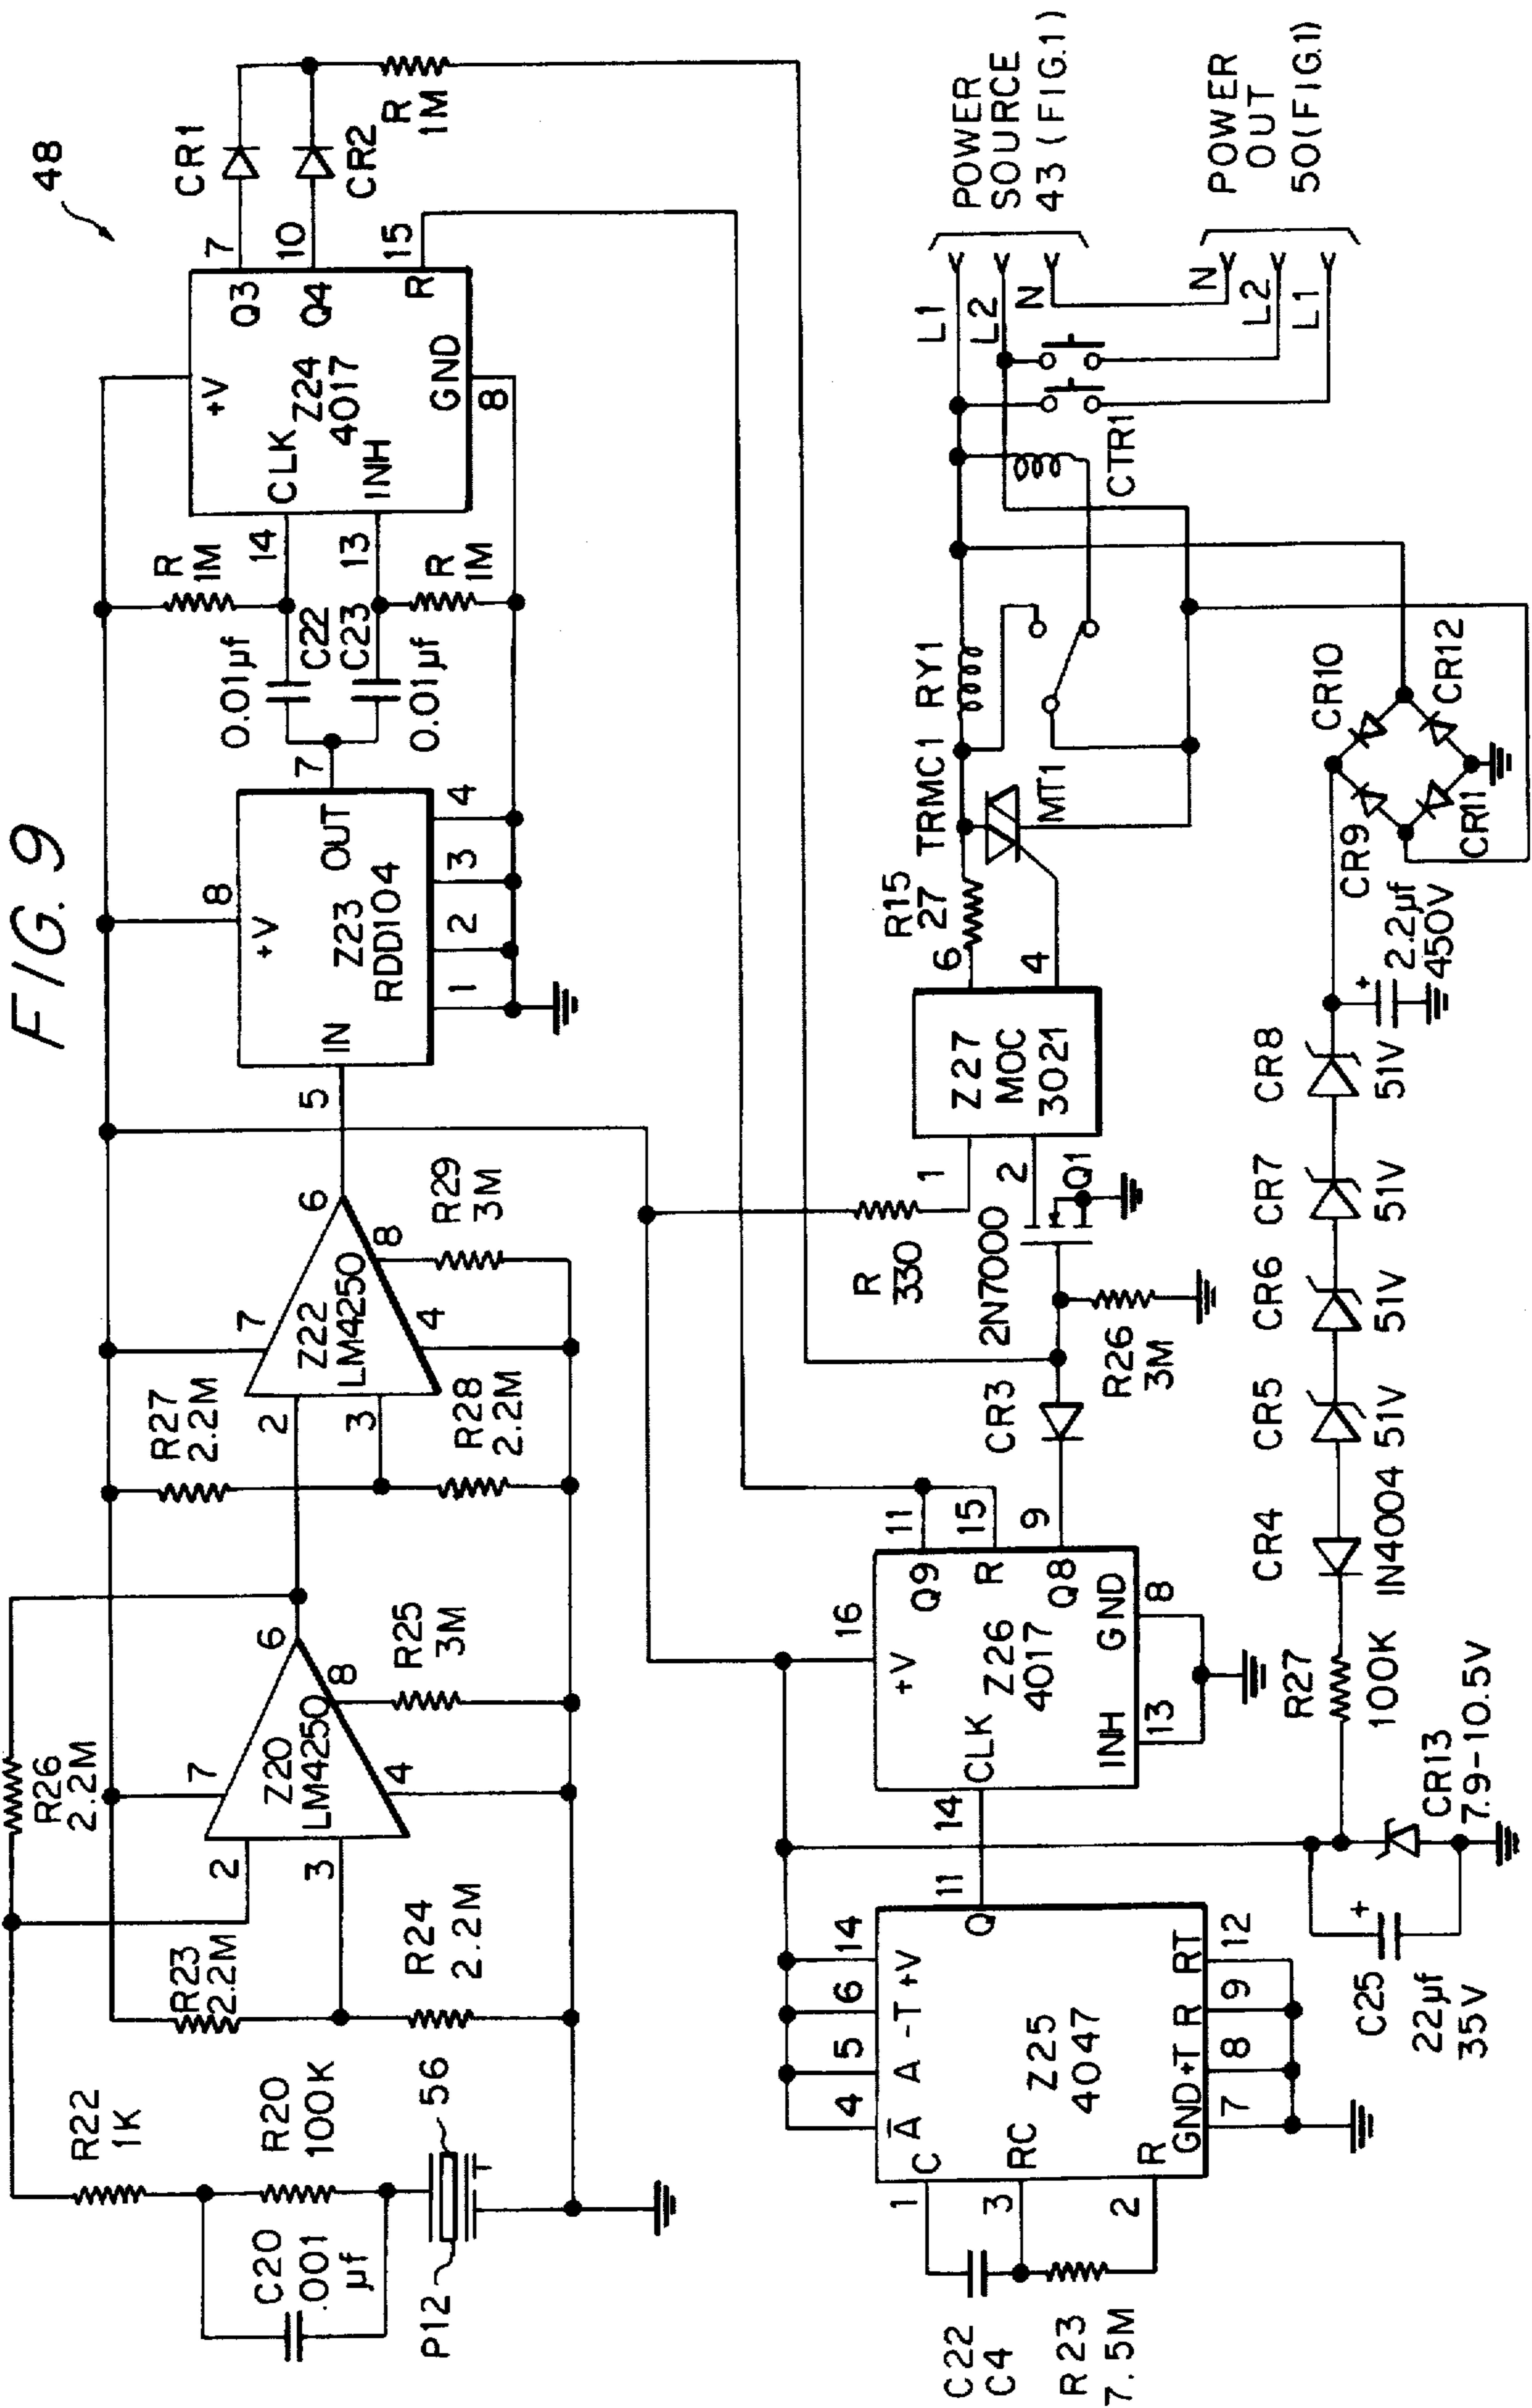 FIG. 9
48
R22
1K
R20
100K
C20
.001
µf
P12
56
R23
2.2M
R24
2.2M
R26
2.2M
2
3
7
Z20
LM4250
4
6
8
R25
3M
R27
2.2M
R28
2.2M
2
3
7
Z22
LM4250
4
6
8
R29
3M
5
8
+V
IN
Z23
RDD104
OUT
1
2
3
4
7
0.01µf
C22
C23
0.01µf
R
1M
R
1M
14
13
+V
CLK
Z24
4017
INH
GND
8
Q3
Q4
R
7
10
15
CR1
CR2
R
1M
C22
C4
R23
7.5M
1
3
2
4
5
6
14
Ā
A
-T
+V
C
RC
R
Z25
4047
Q
GND
+T
R
RT
7
8
9
12
11
14
16
+V
CLK
Z26
4017
INH
GND
13
8
Q9
R
Q8
11
15
9
CR3
R26
3M
2N7000
Q1
R
330
1
2
Z27
MOC
3021
6
4
R15
27
TRMC1
MT1
RY1
CTR1
L1
L2
N
POWER
SOURCE
43 (FIG.1)
N
L2
L1
POWER
OUT
50(FIG.1)
C25
22µf
35V
+
CR13
7.9-10.5V
R27
100K
CR4
IN4004
CR5
51V
CR6
51V
CR7
51V
CR8
51V
+
2.2µf
450V
CR9
CR10
CR11
CR12